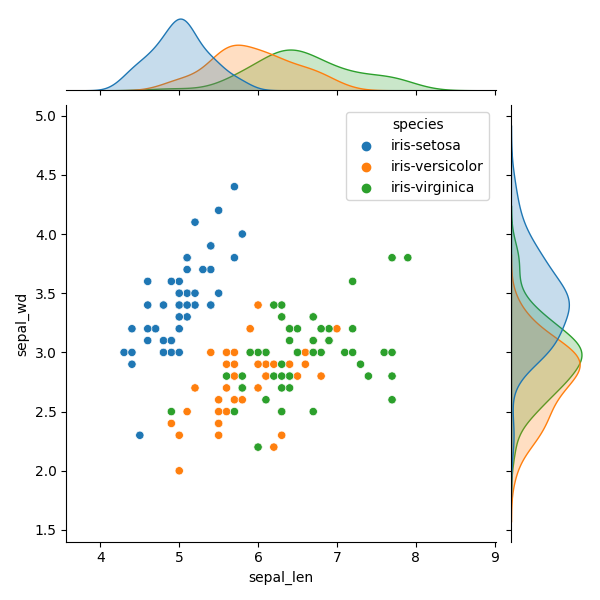 5.0
4.5
4.0
3.5
3.0
2.5
2.0
1.5
sepal_wd
species
iris-setosa
iris-versicolor
iris-virginica
4 5 6 7 8 9
sepal_len